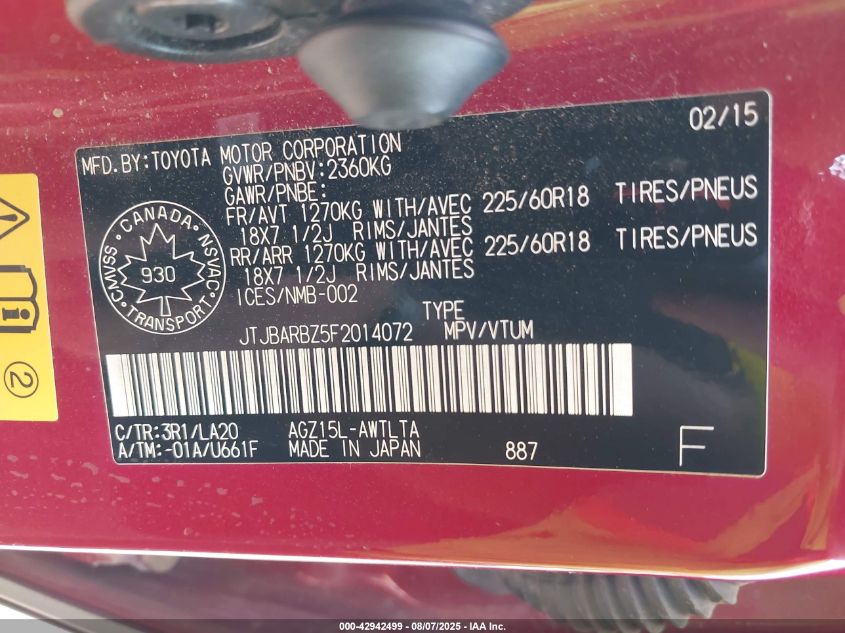 02/15
MFD.BY:TOYOTA MOTOR CORPORATION
GVWR/PNBV:2360KG
GAWR/PNBE:
FR/AVT 1270KG WITH/AVEC 225/60R18 TIRES/PNEUS
18X7 1/2J RIMS/JANTES
RR/ARR 1270KG WITH/AVEC 225/60R18 TIRES/PNEUS
18X7 1/2J RIMS/JANTES
ICES/NMB-002
CANADA
NSVAC
TRANSPORT
CMVSS
930
TYPE
JTJBARBZ5F2014072 MPV/VTUM
C/TR:3R1/LA20 AGZ15L-AWTLTA
A/TM:-01A/U661F MADE IN JAPAN 887 F
2
000-42942499 - 08/07/2025 - IAA Inc.